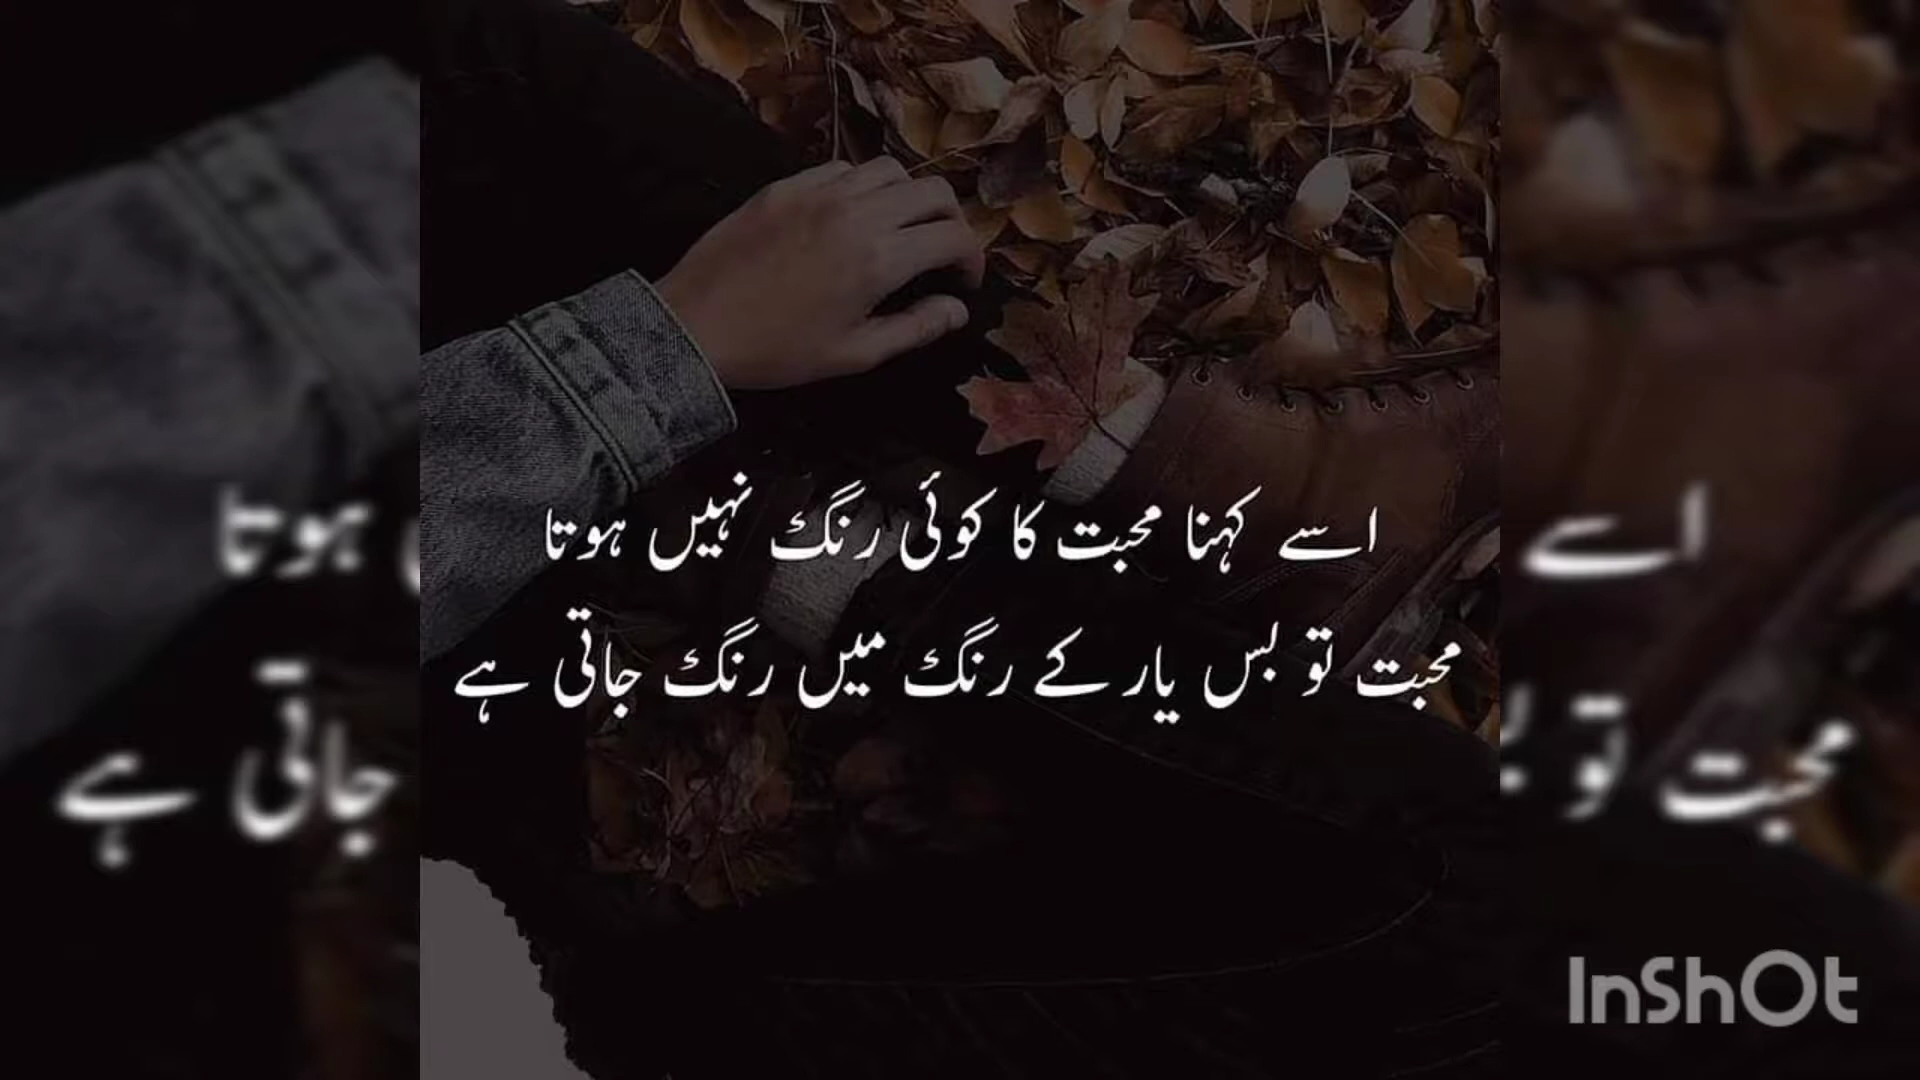 اسے کہنا محبت کا کوئی رنگ نہیں ہوتا
محبت تو بس یار کے رنگ میں رنگ جاتی ہے
InShOt